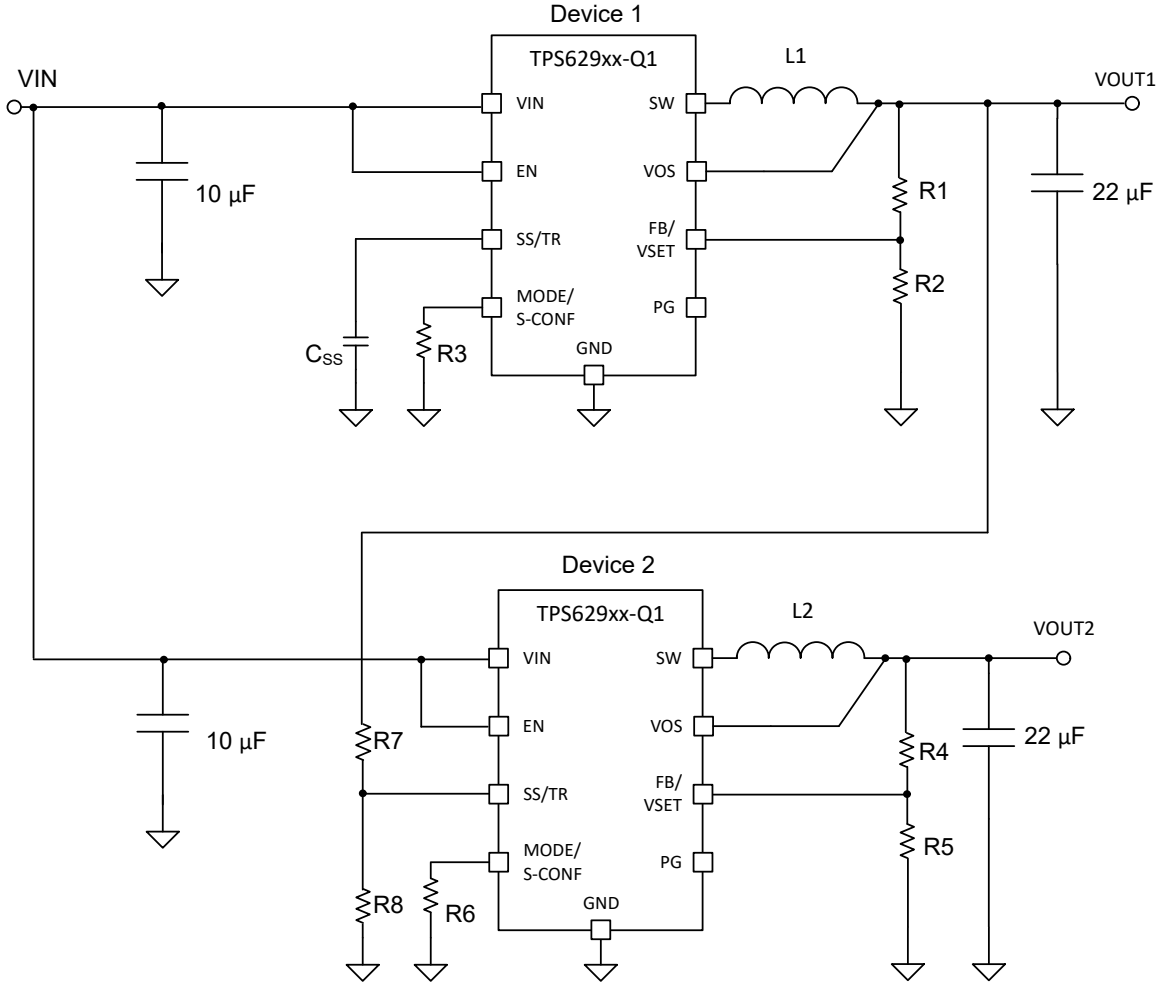 Device 1
TPS629xx-Q1
L1
VIN
VOUT1
VIN
SW
EN
VOS
10 µF
R1
22 µF
SS/TR
FB/
VSET
R2
MODE/
S-CONF
PG
CSS
R3
GND
Device 2
TPS629xx-Q1
L2
VOUT2
VIN
SW
EN
VOS
10 µF
R7
R4
22 µF
SS/TR
FB/
VSET
R5
MODE/
S-CONF
PG
R8
R6
GND